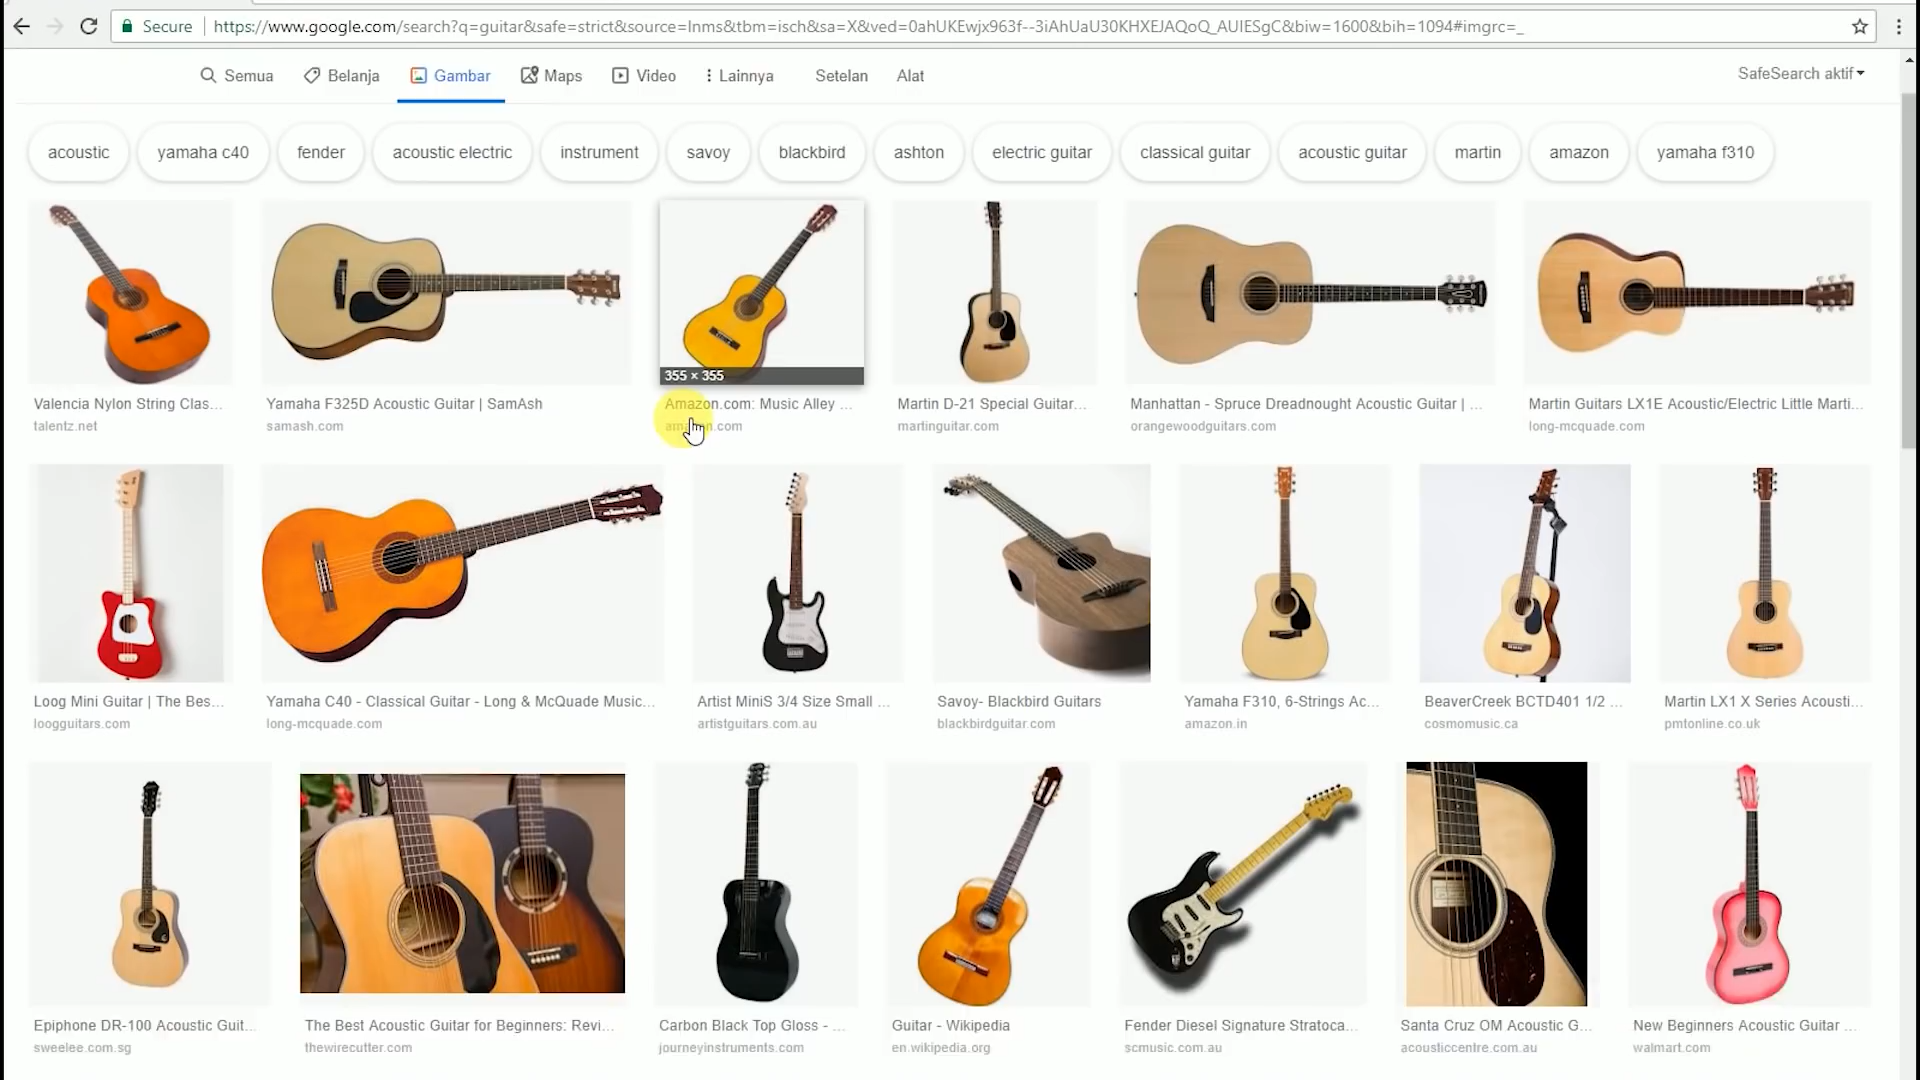 Secure
https://www.google.com/search?q=guitar&safe=strict&source=lnms&tbm=isch&sa=X&ved=0ahUKEwjx963f--3iAhUaU30KHXEJAQoQ_AUIESgC&biw=1600&bih=1094#imgrc=_
Semua Belanja Gambar Maps Video Lainnya Setelan Alat SafeSearch aktif
acoustic yamaha c40 fender acoustic electric instrument savoy blackbird ashton electric guitar classical guitar acoustic guitar martin amazon yamaha f310
355 × 355
Valencia Nylon String Clas... Yamaha F325D Acoustic Guitar | SamAsh Amazon.com: Music Alley ... Martin D-21 Special Guitar... Manhattan - Spruce Dreadnought Acoustic Guitar | ... Martin Guitars LX1E Acoustic/Electric Little Marti...
talentz.net samash.com amazon.com martinguitar.com orangewoodguitars.com long-mcquade.com
Loog Mini Guitar | The Bes... Yamaha C40 - Classical Guitar - Long & McQuade Music... Artist MiniS 3/4 Size Small ... Savoy- Blackbird Guitars Yamaha F310, 6-Strings Ac... BeaverCreek BCTD401 1/2 ... Martin LX1 X Series Acousti...
loogguitars.com long-mcquade.com artistguitars.com.au blackbirdguitar.com amazon.in cosmomusic.ca pmtonline.co.uk
Epiphone DR-100 Acoustic Guit... The Best Acoustic Guitar for Beginners: Revi... Carbon Black Top Gloss - ... Guitar - Wikipedia Fender Diesel Signature Stratoca... Santa Cruz OM Acoustic G... New Beginners Acoustic Guitar ...
sweelee.com.sg thewirecutter.com journeyinstruments.com en.wikipedia.org scmusic.com.au acousticcentre.com.au walmart.com